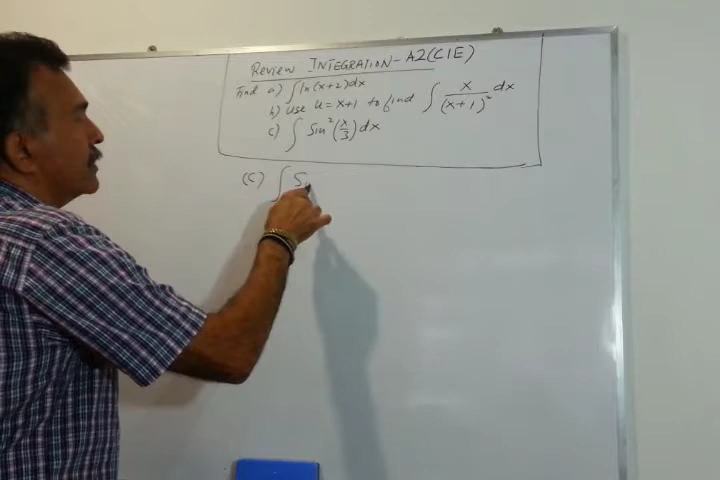 Review INTEGRATION - A2(CIE)
Find a) ∫ ln(x+2)dx
b) Use u = x+1 to find ∫ x/(x+1)² dx
c) ∫ Sin²(x/3) dx
(c) ∫ S